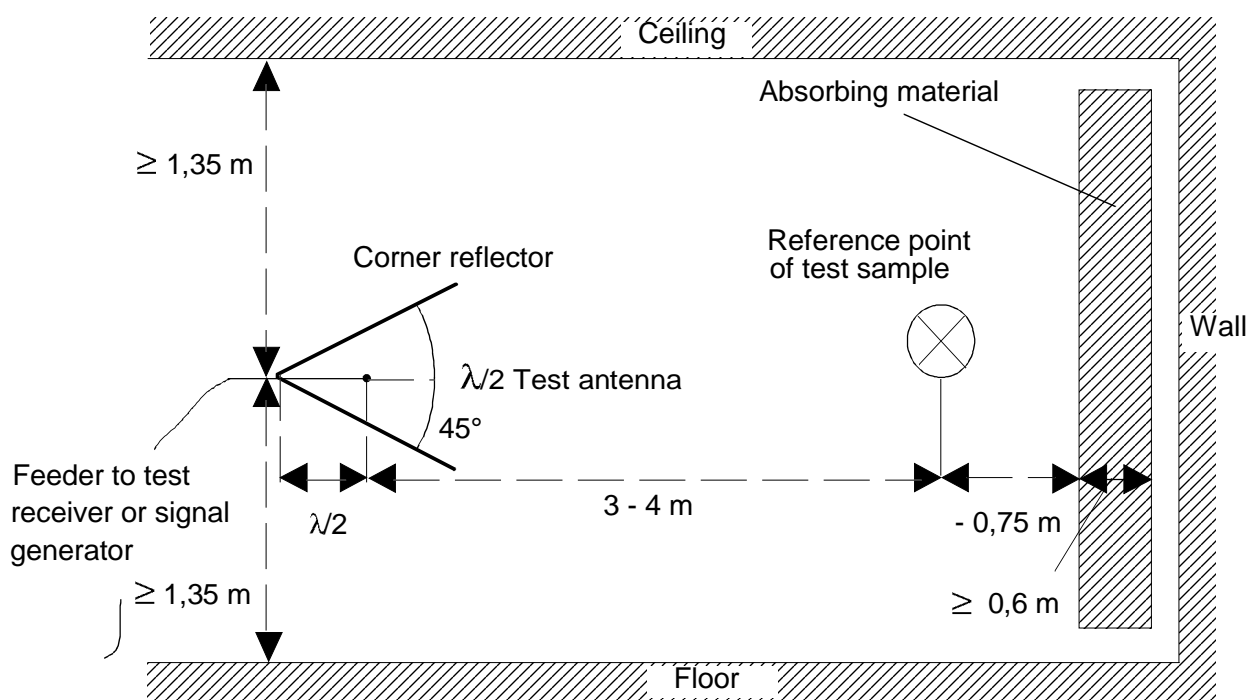 Ceiling
Absorbing material
≥ 1,35 m
Reference point
of test sample
Corner reflector
Wall
λ/2 Test antenna
45°
Feeder to test
receiver or signal
generator
λ/2
3 - 4 m
- 0,75 m
≥ 1,35 m
≥ 0,6 m
Floor